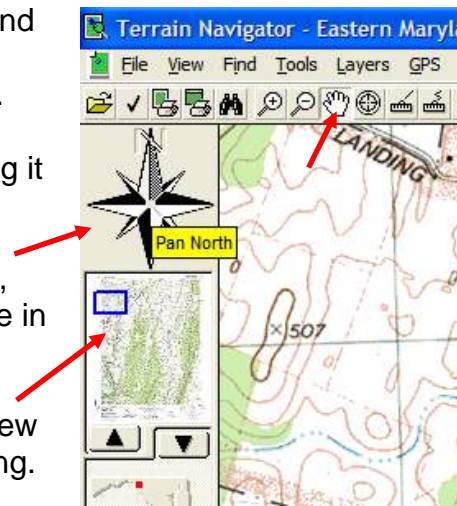 nd
.
g it
,
e in
ew
ng.
Terrain Navigator - Eastern Maryla
File View Find Tools Layers GPS
N
Pan North
LANDING
507